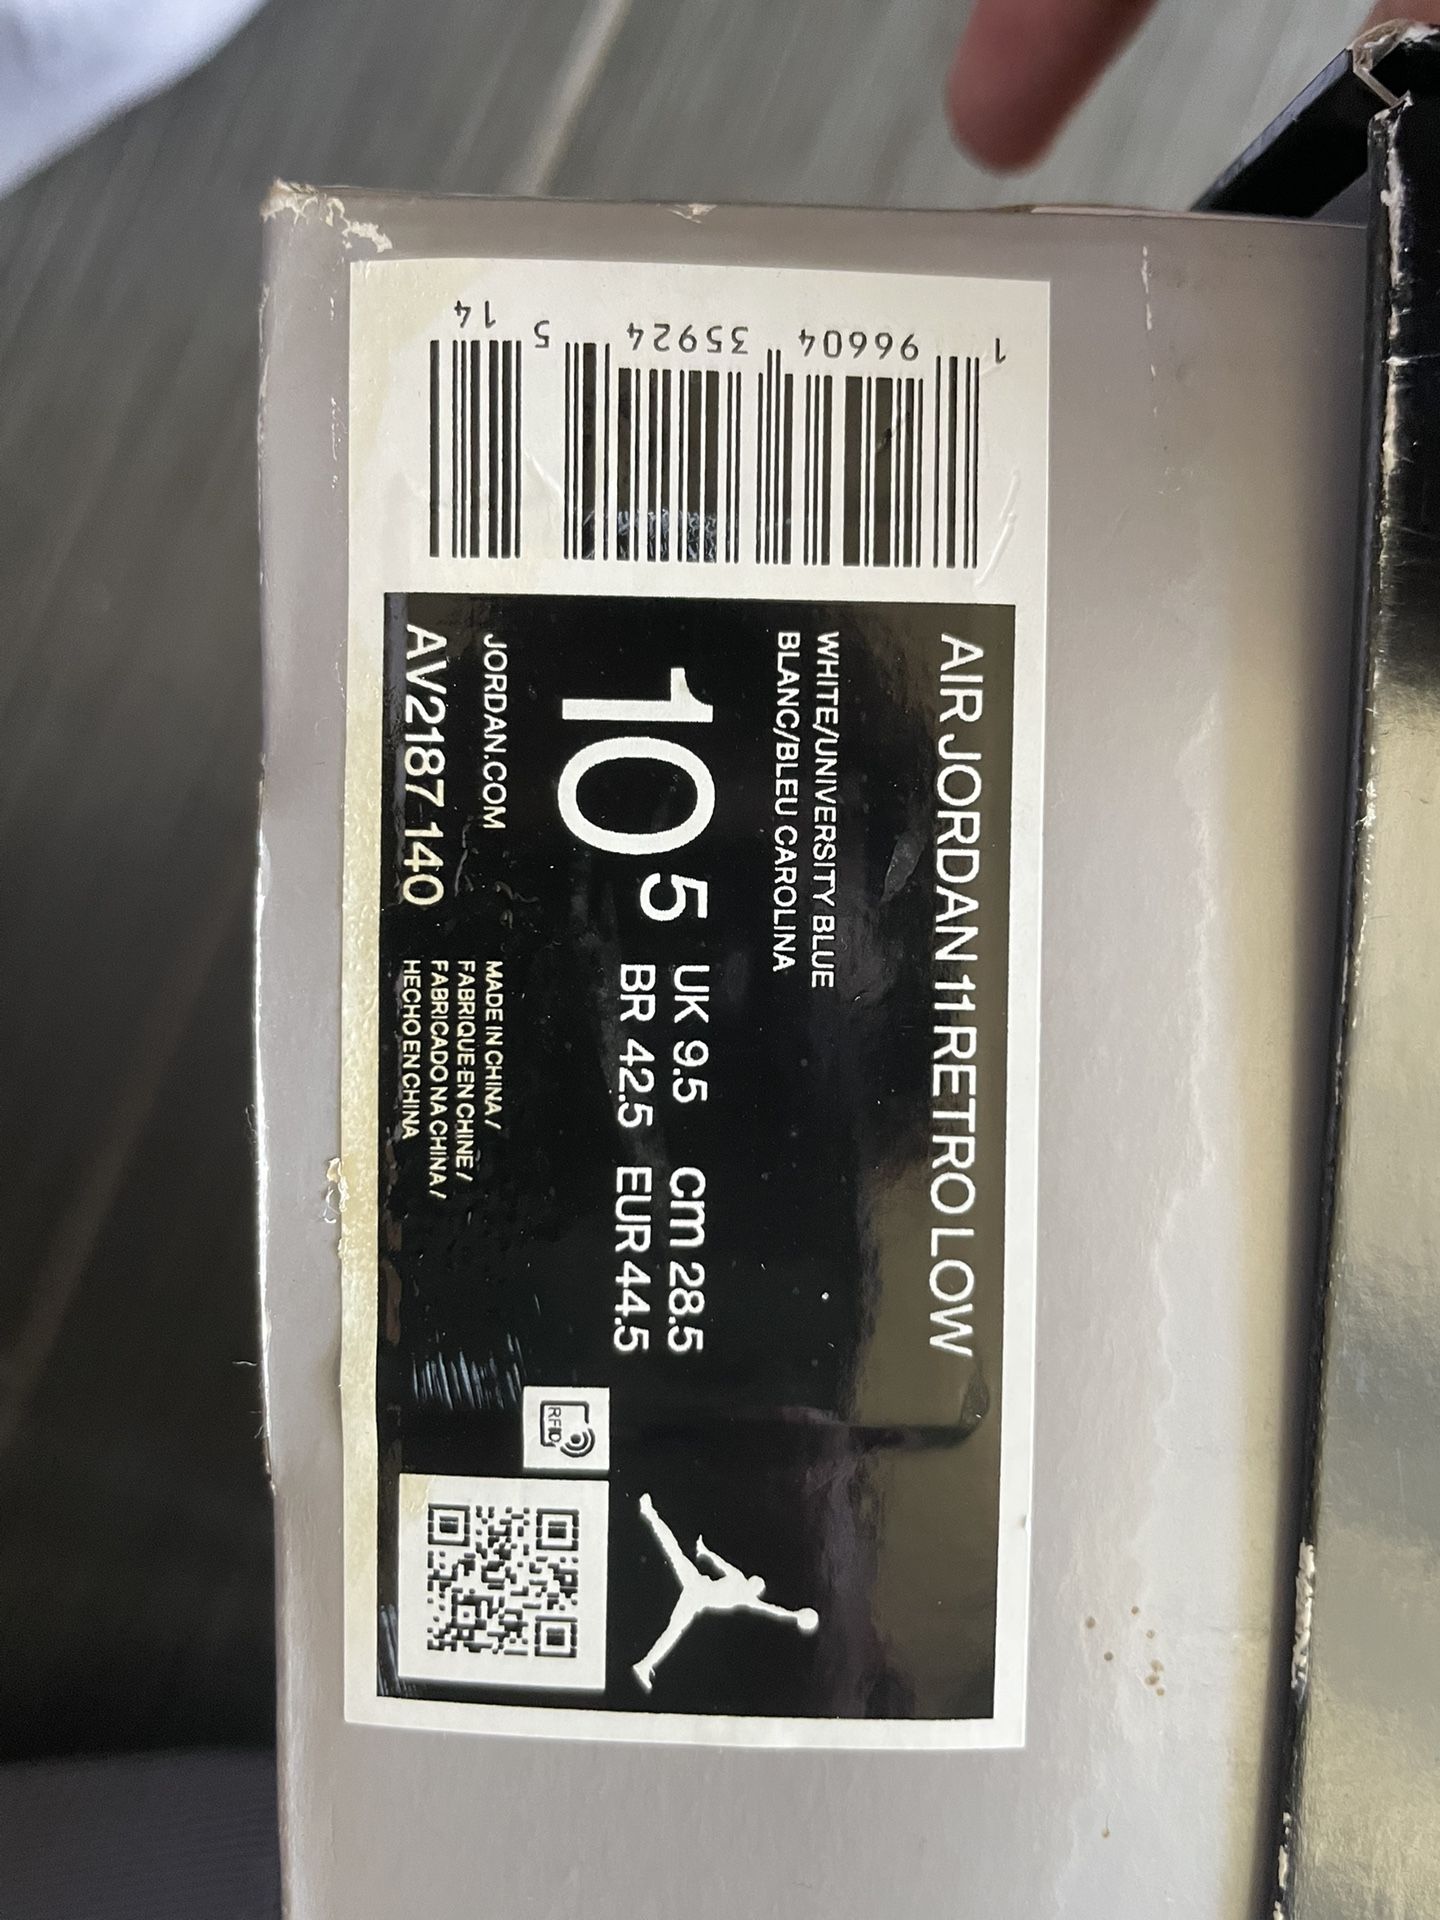 AIR JORDAN 11 RETRO LOW
WHITE/UNIVERSITY BLUE
BLANC/BLEU CAROLINA
10 5 UK 9.5 cm 28.5
BR 42.5 EUR 44.5
JORDAN.COM
AV2187 140
MADE IN CHINA /
FABRIQUE EN CHINE /
FABRICADO NA CHINA /
HECHO EN CHINA
RFID
1 96604 35924 5 14